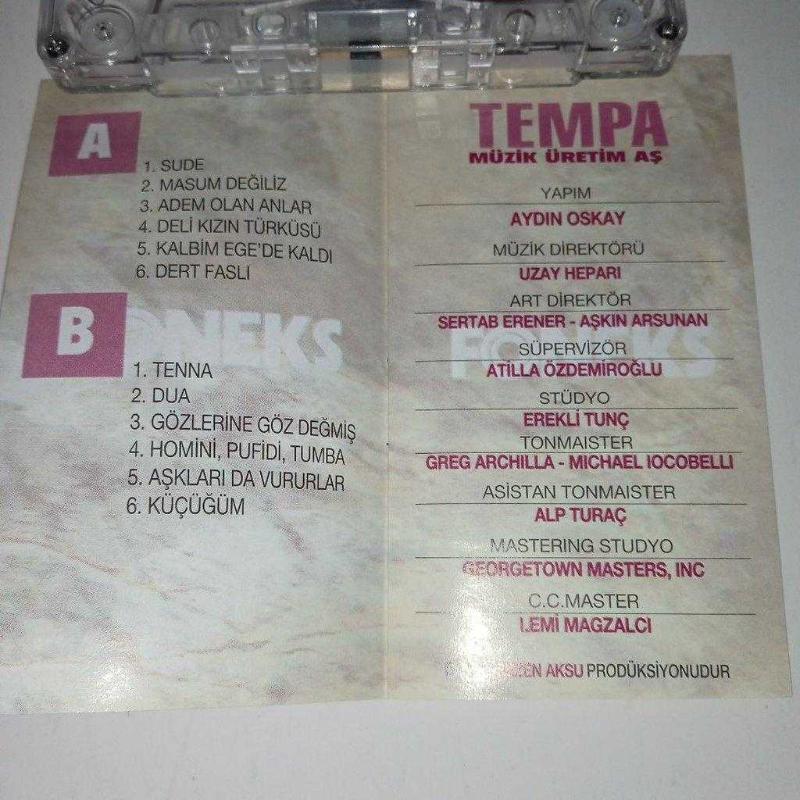 A
1. SUDE
2. MASUM DEĞİLİZ
3. ADEM OLAN ANLAR
4. DELİ KIZIN TÜRKÜSÜ
5. KALBİM EGE'DE KALDI
6. DERT FASLI
B
1. TENNA
2. DUA
3. GÖZLERİNE GÖZ DEĞMİŞ
4. HOMİNİ, PUFİDİ, TUMBA
5. AŞKLARI DA VURURLAR
6. KÜÇÜĞÜM
TEMPA
MÜZİK ÜRETİM AŞ
YAPIM
AYDIN OSKAY
MÜZİK DİREKTÖRÜ
UZAY HEPARI
ART DİREKTÖR
SERTAB ERENER - AŞKIN ARSUNAN
SÜPERVİZÖR
ATİLLA ÖZDEMİROĞLU
STÜDYO
EREKLİ TUNÇ
TONMAISTER
GREG ARCHILLA - MICHAEL IOCOBELLI
ASİSTAN TONMAISTER
ALP TURAÇ
MASTERING STUDYO
GEORGETOWN MASTERS, INC
C.C.MASTER
LEMİ MAGZALCI
AKSU PRODÜKSİYONUDUR